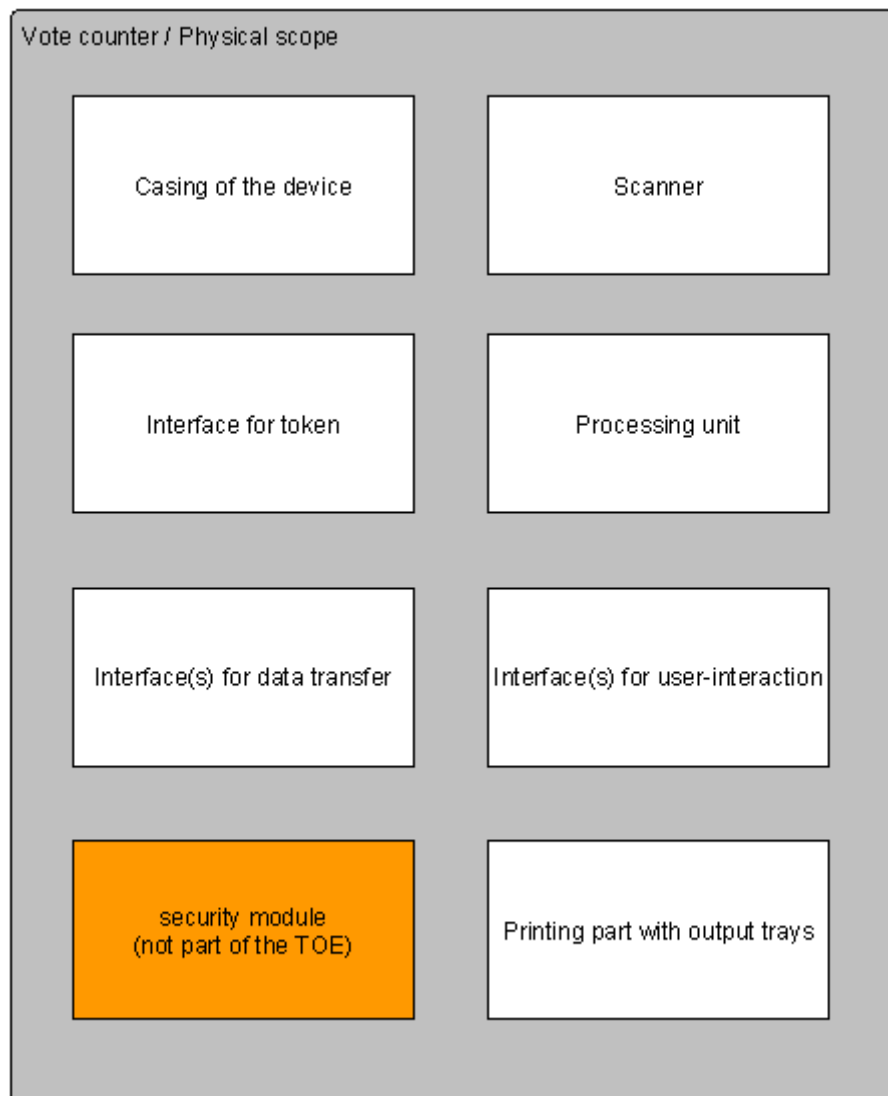 Vote counter / Physical scope
Casing of the device
Scanner
Interface for token
Processing unit
Interface(s) for data transfer
Interface(s) for user-interaction
security module
(not part of the TOE)
Printing part with output trays